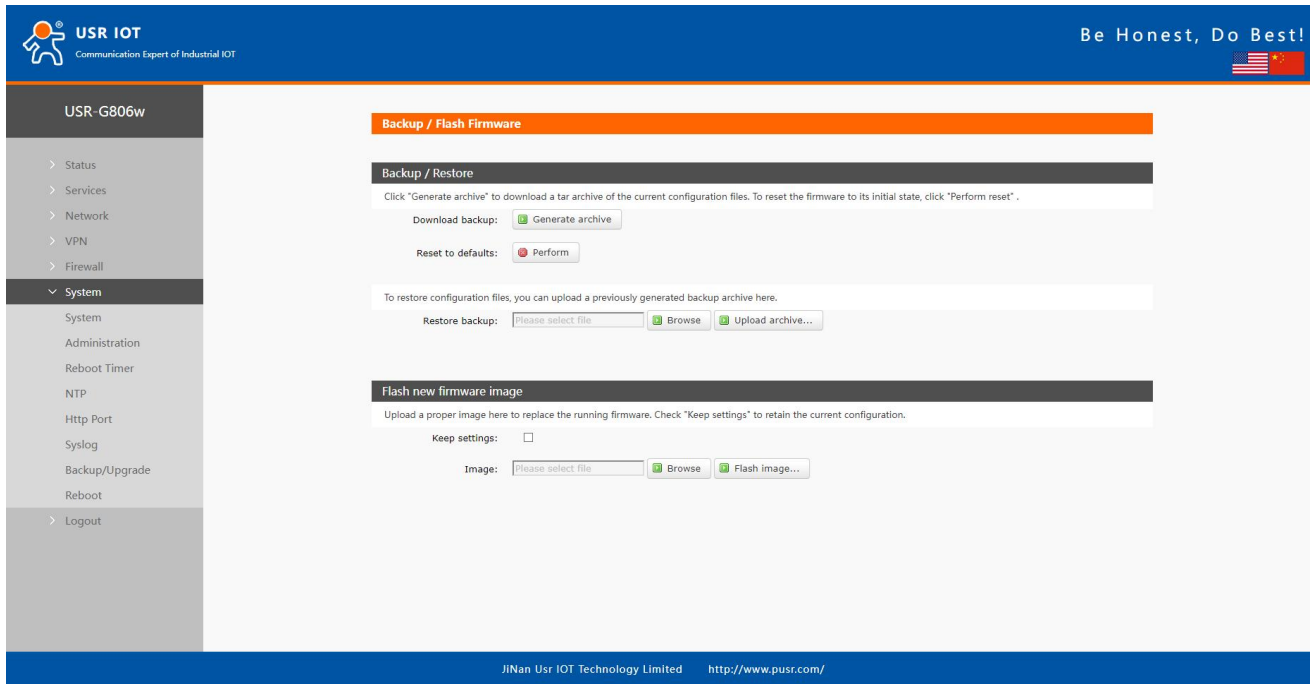 USR IOT
Communication Expert of Industrial IOT
Be Honest, Do Best!
USR-G806w
Status
Services
Network
VPN
Firewall
System
System
Administration
Reboot Timer
NTP
Http Port
Syslog
Backup/Upgrade
Reboot
Logout
Backup / Flash Firmware
Backup / Restore
Click "Generate archive" to download a tar archive of the current configuration files. To reset the firmware to its initial state, click "Perform reset" .
Download backup: Generate archive
Reset to defaults: Perform
To restore configuration files, you can upload a previously generated backup archive here.
Restore backup: Please select file Browse Upload archive...
Flash new firmware image
Upload a proper image here to replace the running firmware. Check "Keep settings" to retain the current configuration.
Keep settings:
Image: Please select file Browse Flash image...
JiNan Usr IOT Technology Limited http://www.pusr.com/